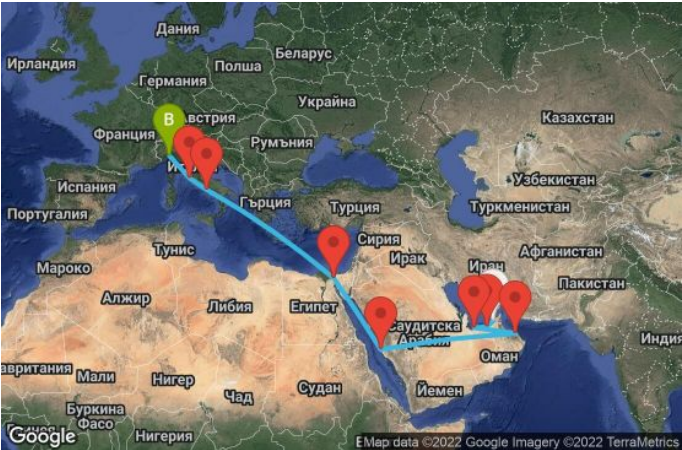 Дания
Ирландия
Беларус
Полша
Германия
Украйна
Австрия
B
Казахстан
Франция
Румъния
Узбекистан
Испания
Гърция
Турция
Туркменистан
Португалия
Сирия
Афганистан
Тунис
Ирак
Иран
Мароко
Пакистан
Алжир
Либия
Египет
Саудитска
Арабия
Индия
Оман
Мали
Нигер
Йемен
Чад
Судан
Буркина
Фасо
Нигерия
Google
Map data ©2022 Google Imagery ©2022 TerraMetrics